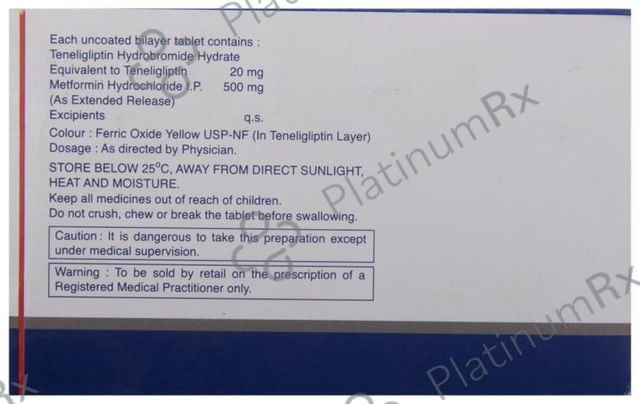 Each uncoated bilayer tablet contains :
Teneligliptin Hydrobromide Hydrate
Equivalent to Teneligliptin 20 mg
Metformin Hydrochloride I.P. 500 mg
(As Extended Release)
Excipients q.s.
Colour : Ferric Oxide Yellow USP-NF (In Teneligliptin Layer)
Dosage : As directed by Physician.
STORE BELOW 25°C, AWAY FROM DIRECT SUNLIGHT,
HEAT AND MOISTURE.
Keep all medicines out of reach of children.
Do not crush, chew or break the tablet before swallowing.
Caution : It is dangerous to take this preparation except
under medical supervision.
Warning : To be sold by retail on the prescription of a
Registered Medical Practitioner only.
PlatinumRx
PlatinumRx